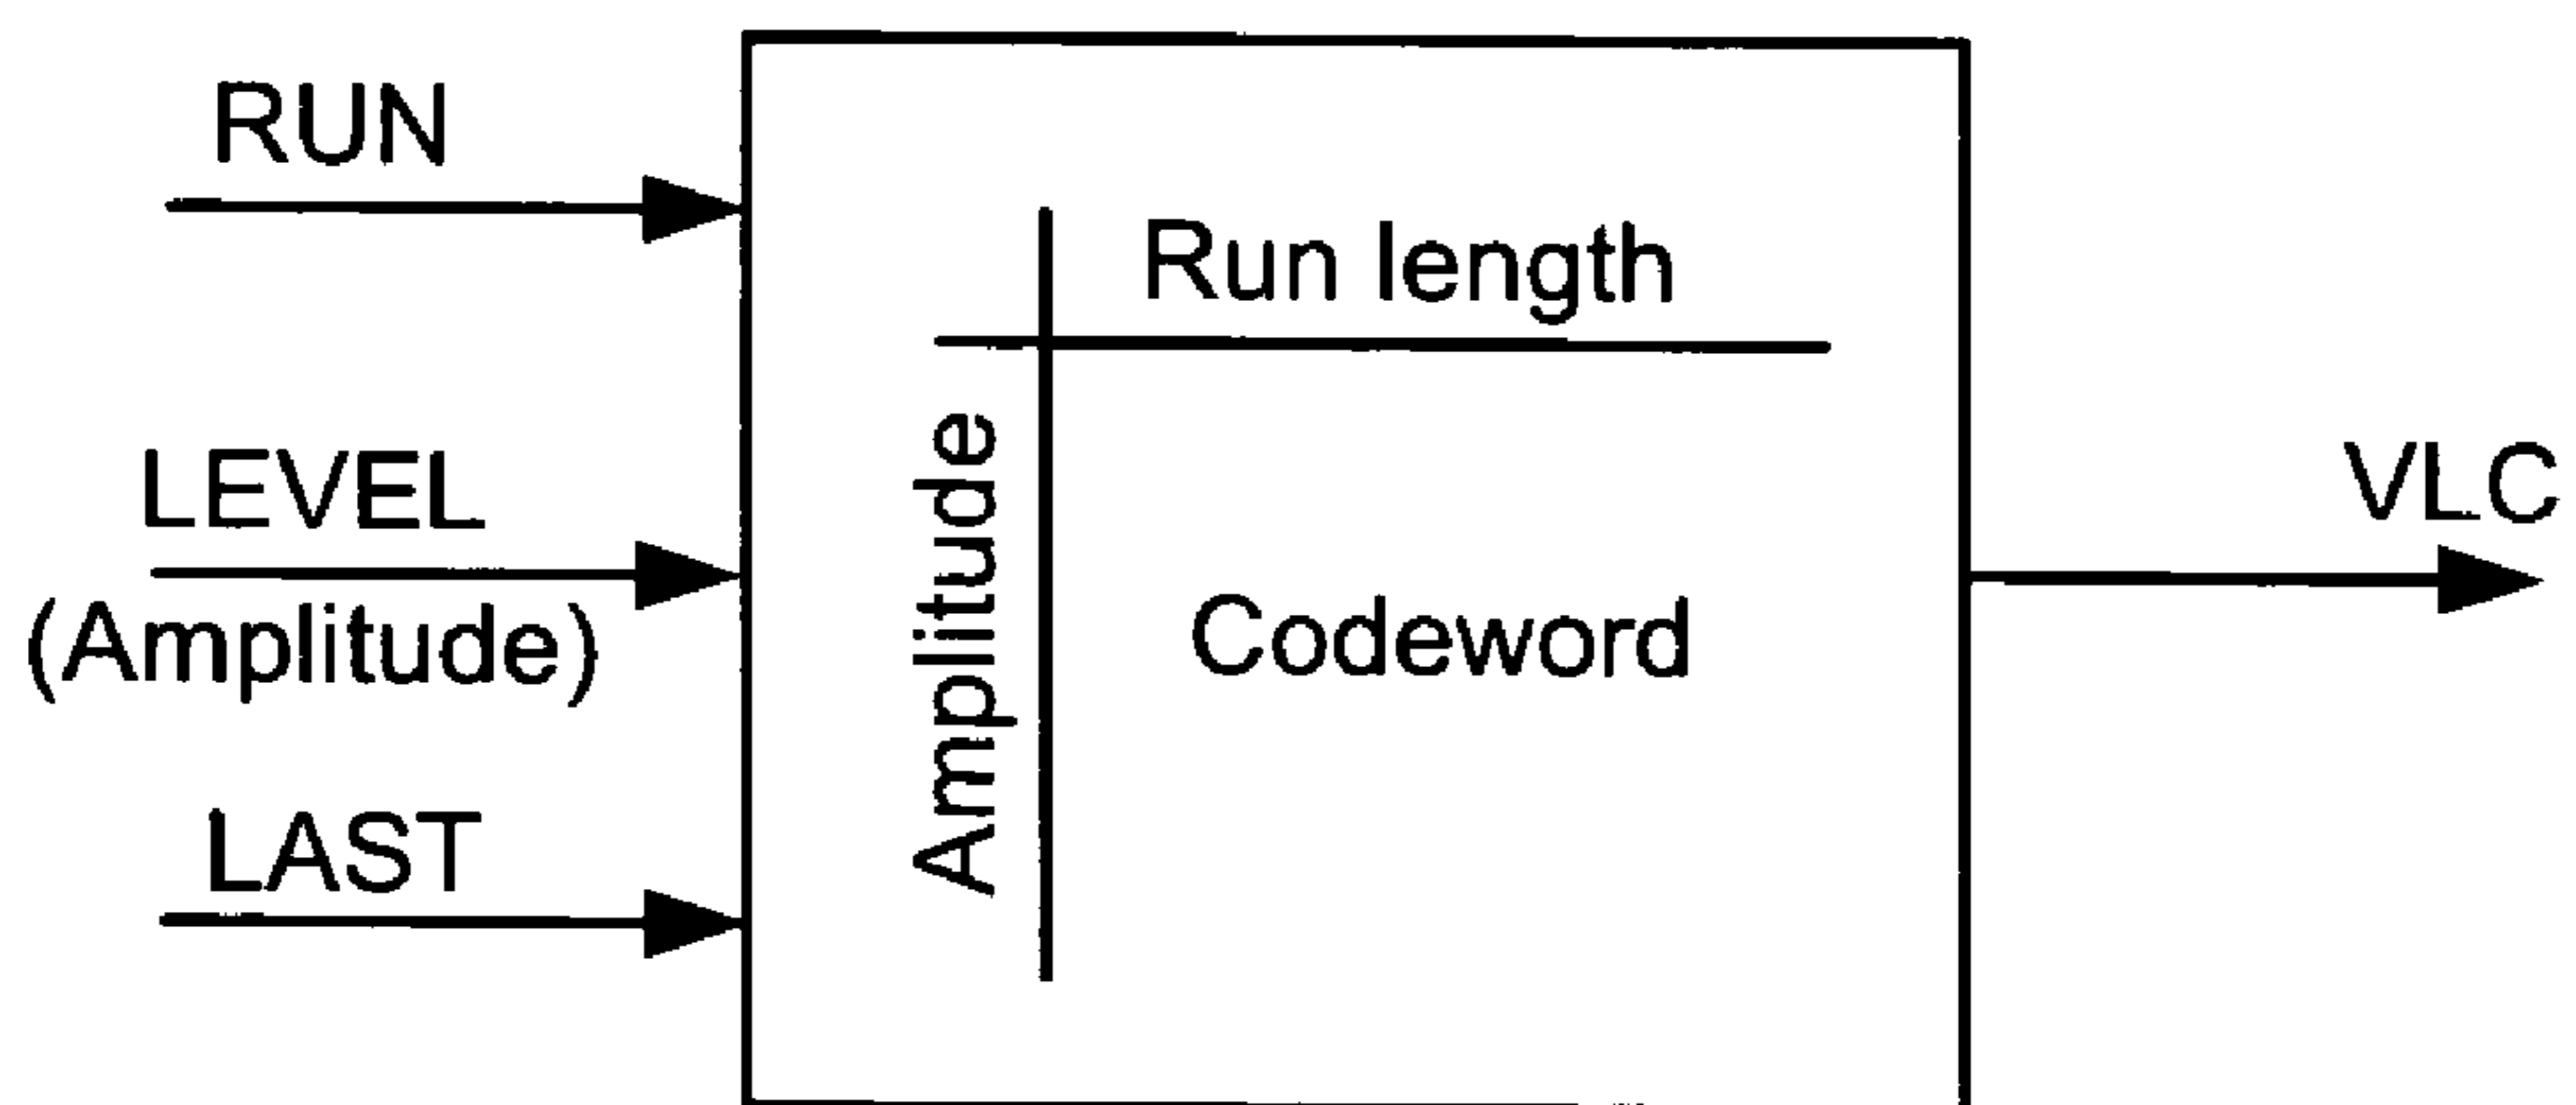 RUN
Run length
LEVEL
(Amplitude)
Amplitude
Codeword
VLC
LAST